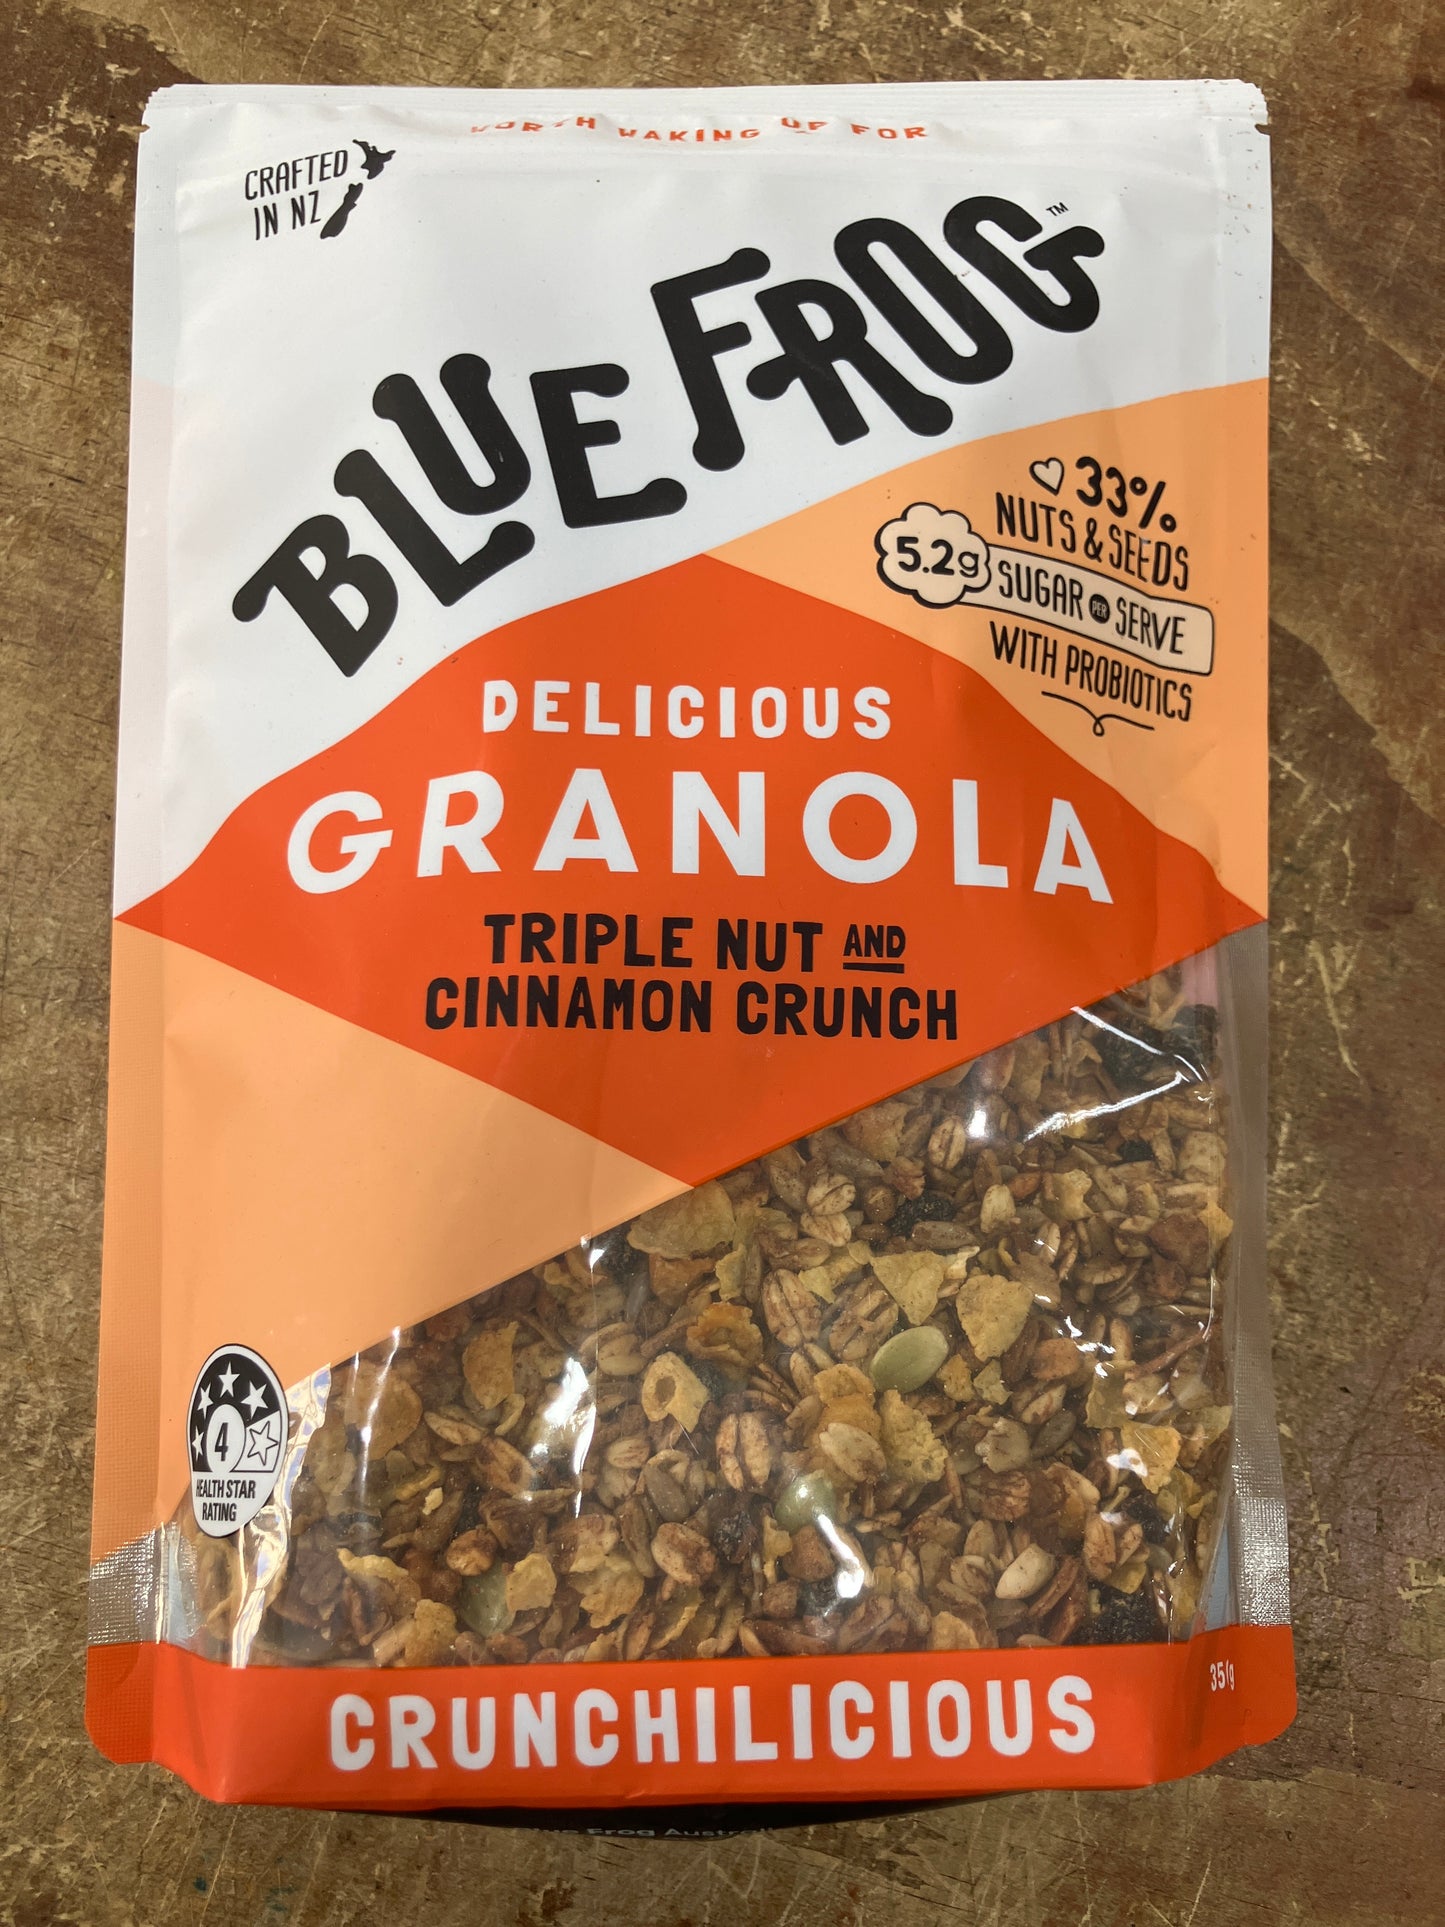 WORTH WAKING UP FOR
CRAFTED
IN NZ
BLUE FROG™
33%
NUTS & SEEDS
5.2g SUGAR PER SERVE
WITH PROBIOTICS
DELICIOUS
GRANOLA
TRIPLE NUT AND
CINNAMON CRUNCH
4
HEALTH STAR
RATING
CRUNCHILICIOUS
Frog